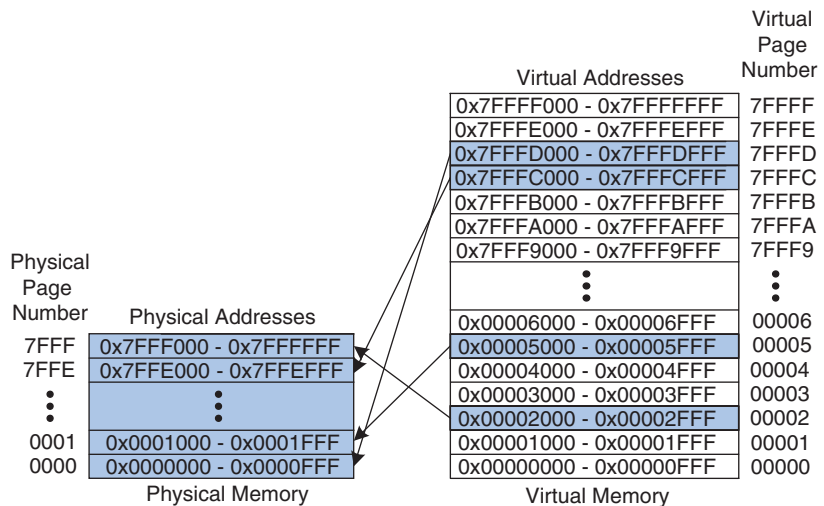 Virtual
Page
Number
Virtual Addresses
0x7FFFF000 - 0x7FFFFFFF 7FFFF
0x7FFFE000 - 0x7FFFEFFF 7FFFE
0x7FFFD000 - 0x7FFFDFFF 7FFFD
0x7FFFC000 - 0x7FFFCFFF 7FFFC
0x7FFFB000 - 0x7FFFBFFF 7FFFB
0x7FFFA000 - 0x7FFFAFFF 7FFFA
0x7FFF9000 - 0x7FFF9FFF 7FFF9
0x00006000 - 0x00006FFF 00006
0x00005000 - 0x00005FFF 00005
0x00004000 - 0x00004FFF 00004
0x00003000 - 0x00003FFF 00003
0x00002000 - 0x00002FFF 00002
0x00001000 - 0x00001FFF 00001
0x00000000 - 0x00000FFF 00000
Virtual Memory
Physical
Page
Number
Physical Addresses
7FFF 0x7FFF000 - 0x7FFFFFF
7FFE 0x7FFE000 - 0x7FFEFFF
0001 0x0001000 - 0x0001FFF
0000 0x0000000 - 0x0000FFF
Physical Memory